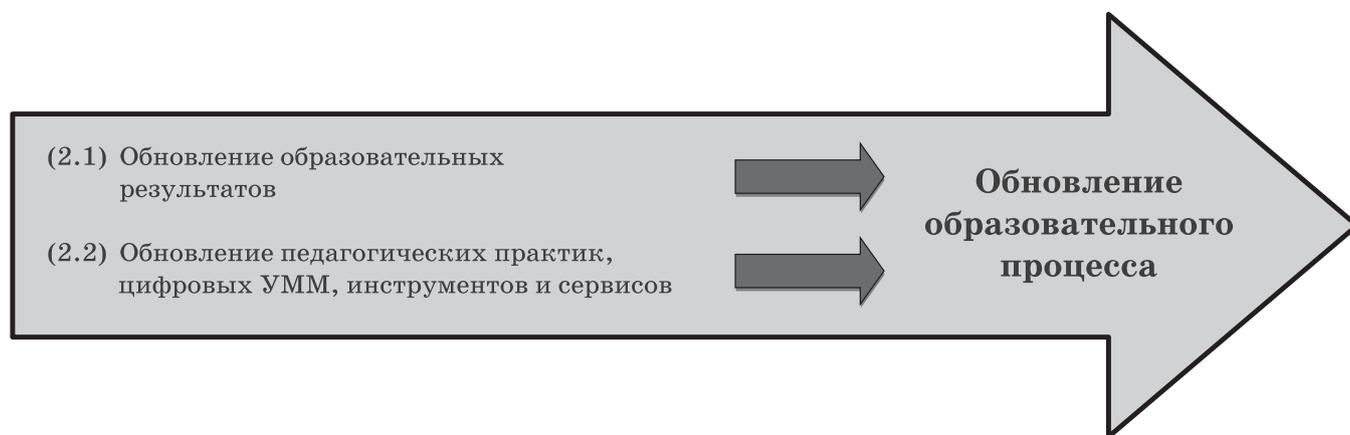 (2.1) Обновление образовательных
результатов
(2.2) Обновление педагогических практик,
цифровых УММ, инструментов и сервисов
Обновление
образовательного
процесса